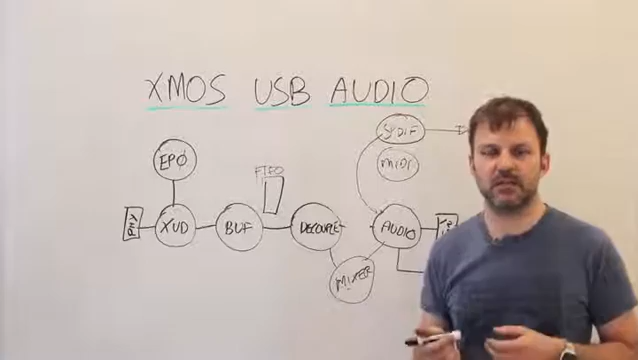 XMOS USB AUDIO
SPDIF
EP0
MIDI
FIFO
PHY
XUD
BUF
DECOUPLE
AUDIO
MIXER